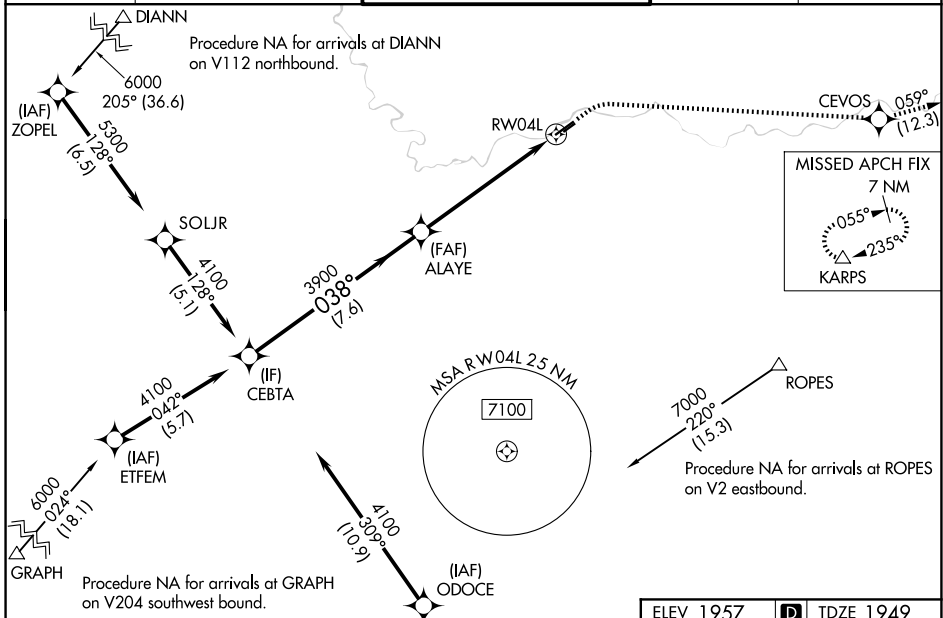 DIANN
Procedure NA for arrivals at DIANN
on V112 northbound.
6000
205° (36.6)
(IAF)
ZOPEL
5300
128°
(6.5)
SOLJR
4100
128°
(5.1)
(IF)
CEBTA
3900
038°
(7.6)
(FAF)
ALAYE
RW04L
CEVOS
059°
(12.3)
MISSED APCH FIX
7 NM
055°
235°
KARPS
4100
042°
(5.7)
(IAF)
ETFEM
6000
024°
(18.1)
GRAPH
Procedure NA for arrivals at GRAPH
on V204 southwest bound.
4100
309°
(10.9)
(IAF)
ODOCE
MSA RW04L 25 NM
7100
ROPES
7000
220°
(15.3)
Procedure NA for arrivals at ROPES
on V2 eastbound.
ELEV 1957 D TDZE 1949